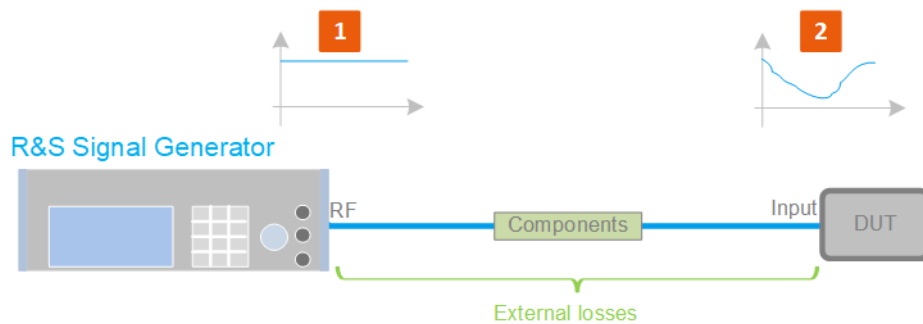 1
2
R&S Signal Generator
RF
Components
Input
DUT
External losses